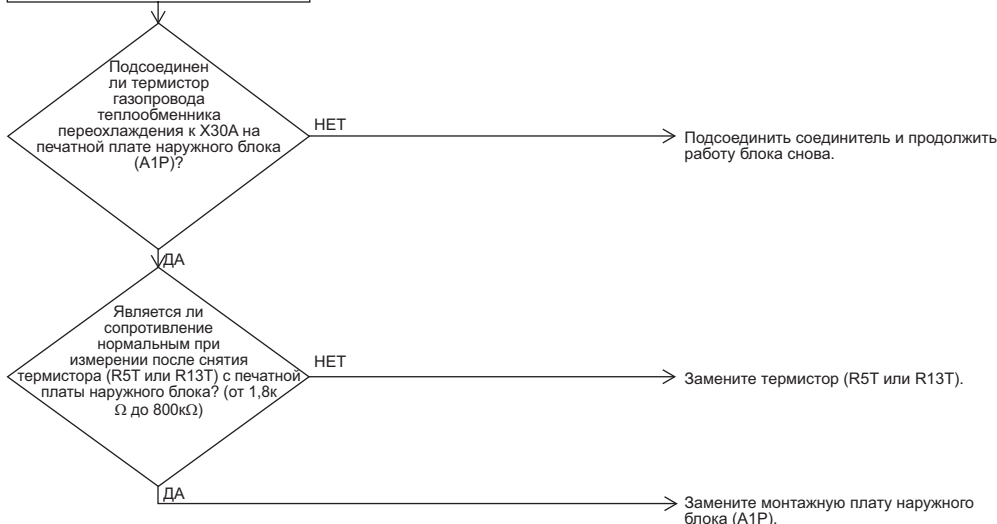 Подсоединен
ли термистор
газопровода
теплообменника
переохлаждения к X30A на
печатной плате наружного блока
(A1P)?
НЕТ
Подсоединить соединитель и продолжить
работу блока снова.
ДА
Является ли
сопротивление
нормальным при
измерении после снятия
термистора (R5T или R13T) с печатной
платы наружного блока? (от 1,8к
Ω до 800кΩ)
НЕТ
Замените термистор (R5T или R13T).
ДА
Замените монтажную плату наружного
блока (A1P).